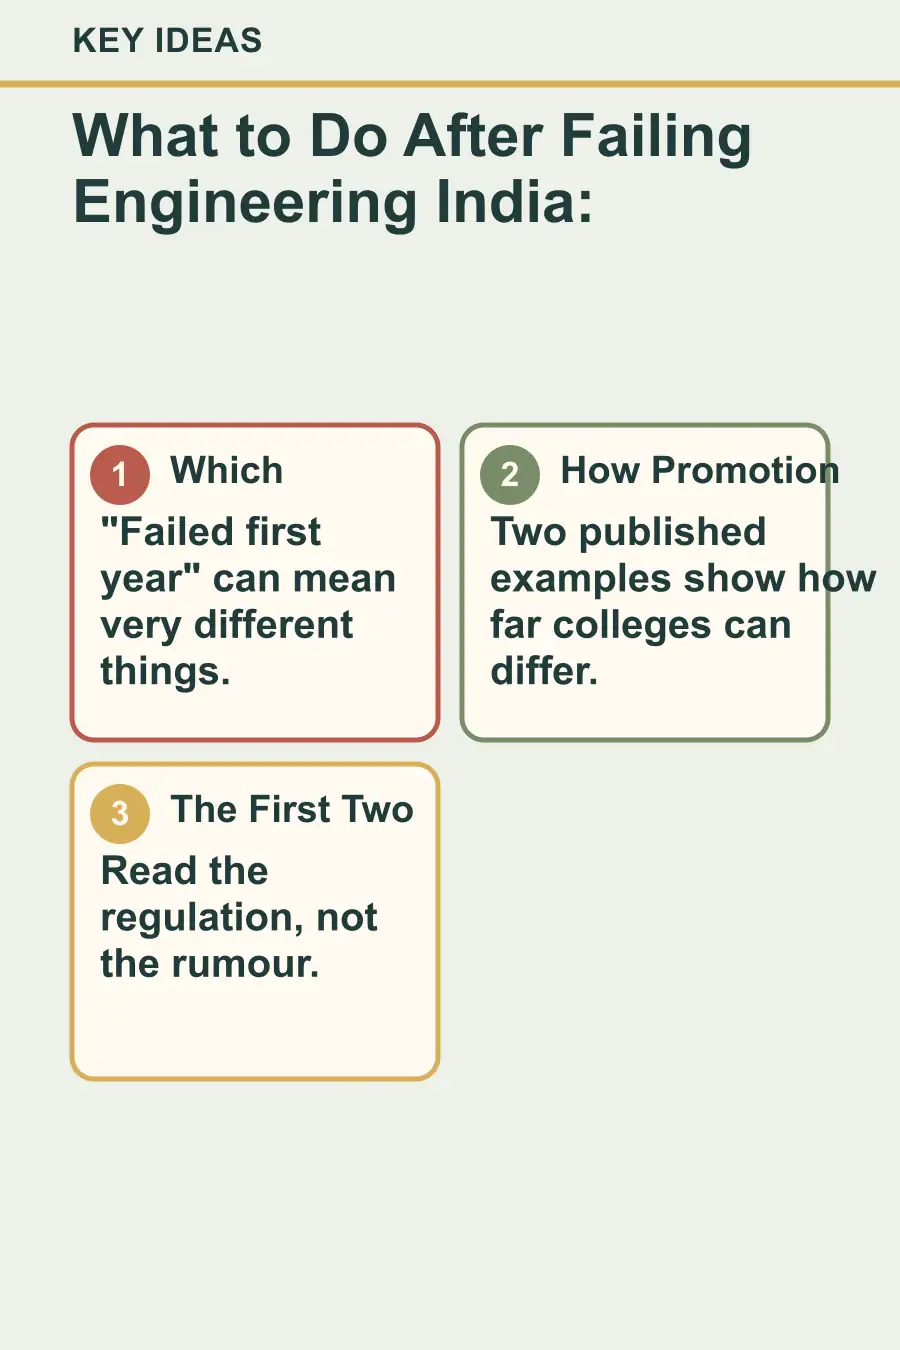 KEY IDEAS
What to Do After Failing
Engineering India:
1 Which
"Failed first
year" can mean
very different
things.
2 How Promotion
Two published
examples show how
far colleges can
differ.
3 The First Two
Read the
regulation, not
the rumour.